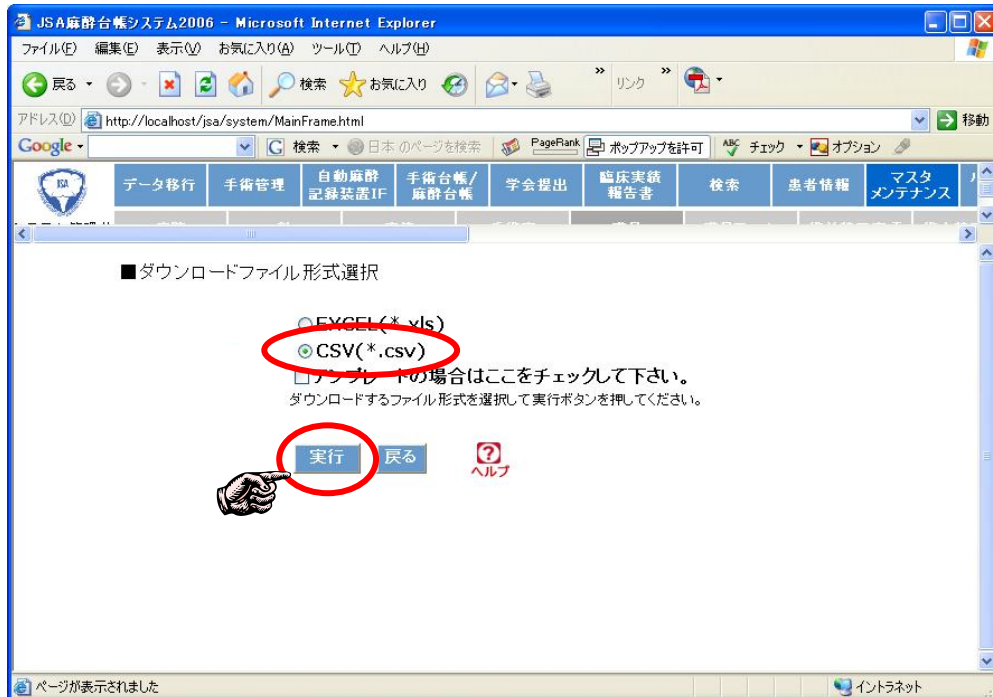 JSA麻酔台帳システム2006 - Microsoft Internet Explorer
ファイル(F) 編集(E) 表示(V) お気に入り(A) ツール(T) ヘルプ(H)
戻る 検索 お気に入り » リンク »
アドレス(D) http://localhost/jsa/system/MainFrame.html 移動
Google 検索 日本 のページを検索 PageRank ポップアップを許可 ABC チェック オプション
JSA データ移行 手術管理 自動麻酔 記録装置IF 手術台帳/ 麻酔台帳 学会提出 臨床実績 報告書 検索 患者情報 マスタ メンテナンス
■ダウンロードファイル形式選択
EXCEL(*.xls)
CSV(*.csv)
テンプレートの場合はここをチェックして下さい。
ダウンロードするファイル形式を選択して実行ボタンを押してください。
実行 戻る ?
ヘルプ
ページが表示されました イントラネット